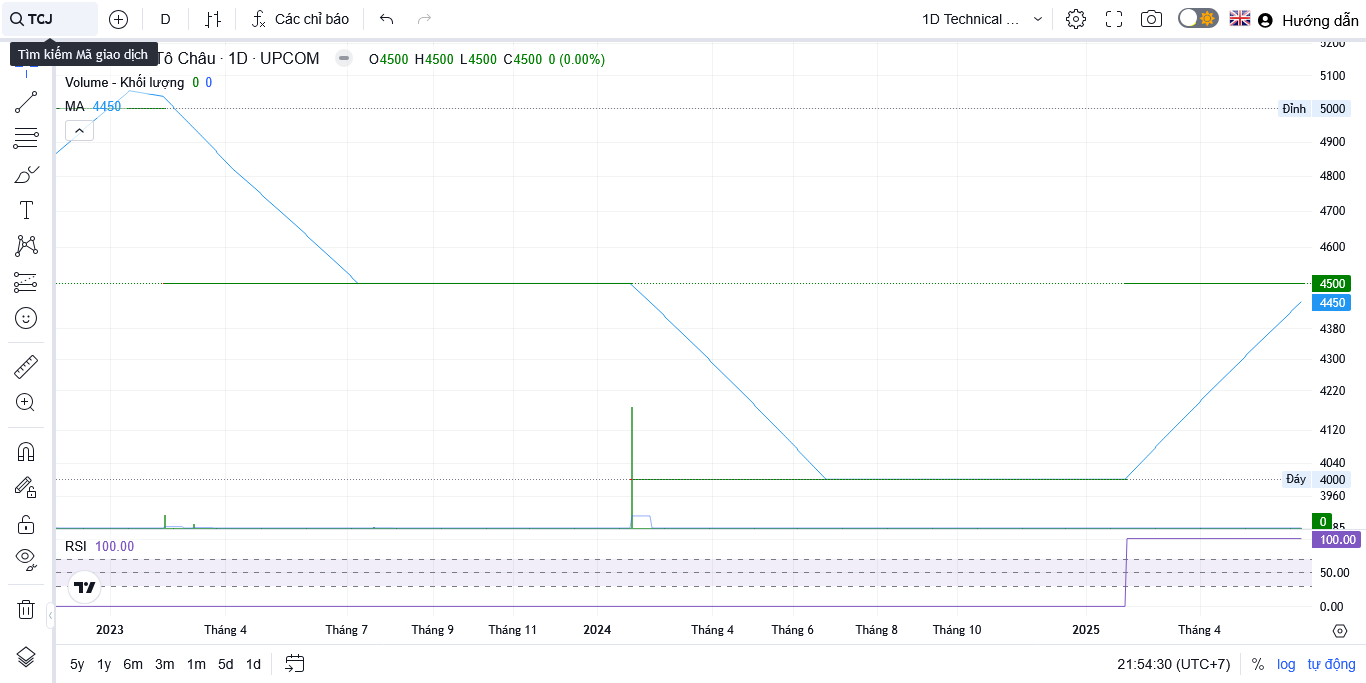 TCJ
D
Các chỉ báo
1D Technical ...
Hướng dẫn
Tìm kiếm Mã giao dịch
Tô Châu · 1D · UPCOM
O4500 H4500 L4500 C4500 0 (0.00%)
Volume - Khối lượng 0 0
MA 4450
5200
5100
Đỉnh 5000
4900
4800
4700
4600
4500
4450
4380
4300
4220
4120
4040
Đáy 4000
3960
0
85
RSI 100.00
100.00
50.00
0.00
2023 Tháng 4 Tháng 7 Tháng 9 Tháng 11 2024 Tháng 4 Tháng 6 Tháng 8 Tháng 10 2025 Tháng 4
5y 1y 6m 3m 1m 5d 1d
21:54:30 (UTC+7) % log tự động